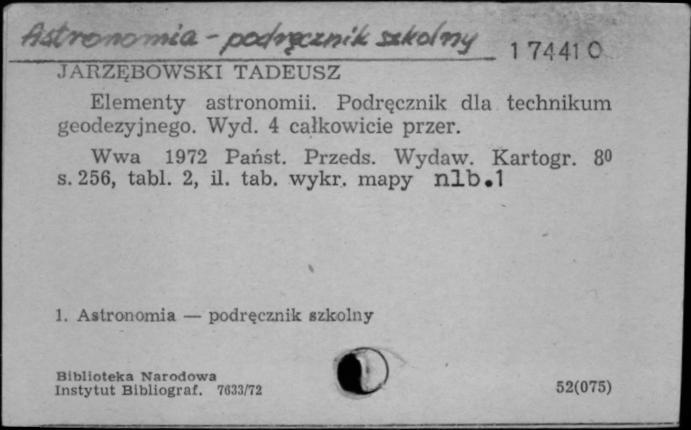 Astronomia - podręcznik szkolny
174410
JARZĘBOWSKI TADEUSZ
Elementy astronomii. Podręcznik dla technikum
geodezyjnego. Wyd. 4 całkowicie przer.
Wwa 1972 Państ. Przeds. Wydaw. Kartogr. 8⁰
s. 256, tabl. 2, il. tab. wykr. mapy nlb.1
1. Astronomia — podręcznik szkolny
Biblioteka Narodowa
Instytut Bibliograf. 7633/72
52(075)